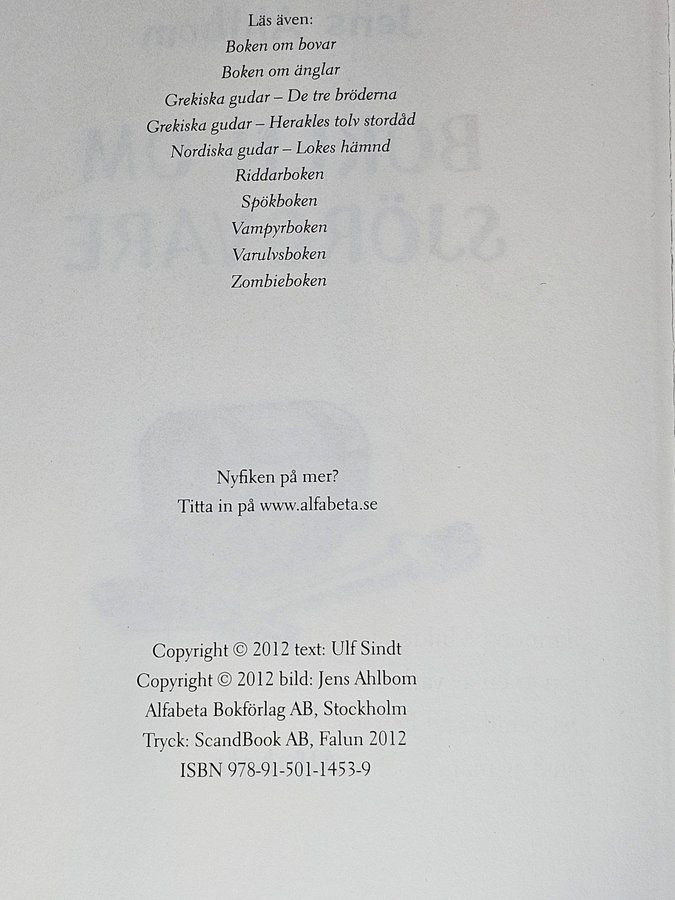 Läs även:
Boken om bovar
Boken om änglar
Grekiska gudar – De tre bröderna
Grekiska gudar – Herakles tolv stordåd
Nordiska gudar – Lokes hämnd
Riddarboken
Spökboken
Vampyrboken
Varulvsboken
Zombieboken
Nyfiken på mer?
Titta in på www.alfabeta.se
Copyright © 2012 text: Ulf Sindt
Copyright © 2012 bild: Jens Ahlbom
Alfabeta Bokförlag AB, Stockholm
Tryck: ScandBook AB, Falun 2012
ISBN 978-91-501-1453-9